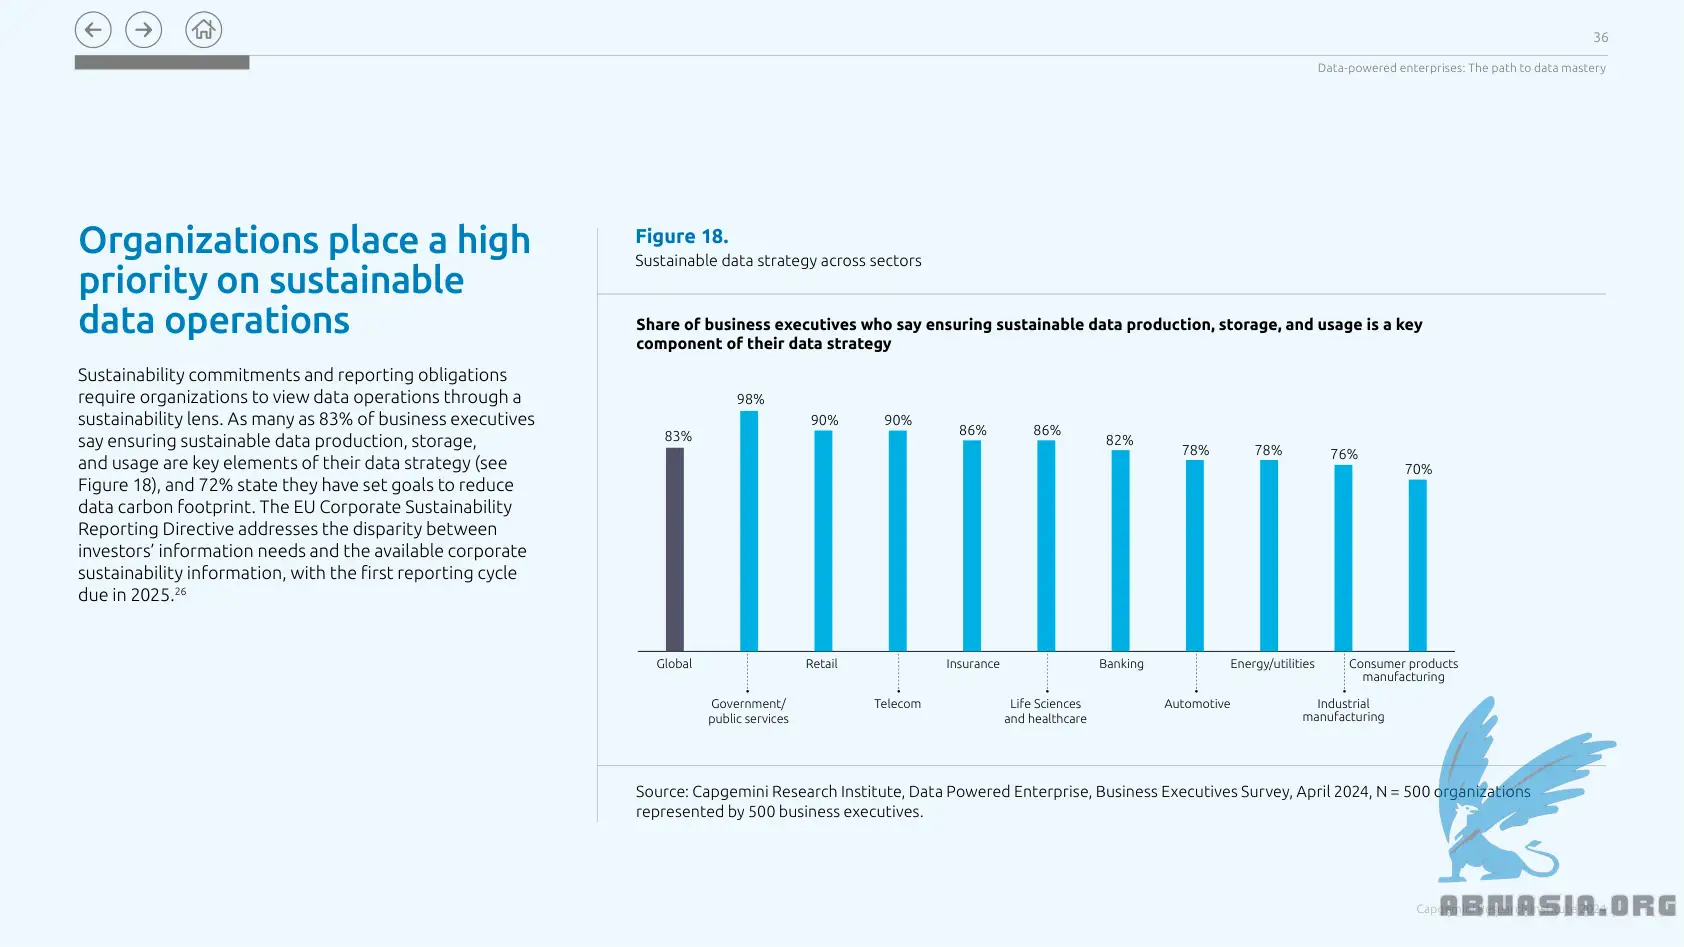 36
Data-powered enterprises: The path to data mastery
Organizations place a high
priority on sustainable
data operations
Sustainability commitments and reporting obligations
require organizations to view data operations through a
sustainability lens. As many as 83% of business executives
say ensuring sustainable data production, storage,
and usage are key elements of their data strategy (see
Figure 18), and 72% state they have set goals to reduce
data carbon footprint. The EU Corporate Sustainability
Reporting Directive addresses the disparity between
investors’ information needs and the available corporate
sustainability information, with the first reporting cycle
due in 2025.26
Figure 18.
Sustainable data strategy across sectors
Share of business executives who say ensuring sustainable data production, storage, and usage is a key
component of their data strategy
83%
98%
90%
90%
86%
86%
82%
78%
78%
76%
70%
Global
Government/
public services
Retail
Telecom
Insurance
Life Sciences
and healthcare
Banking
Automotive
Energy/utilities
Industrial
manufacturing
Consumer products
manufacturing
Source: Capgemini Research Institute, Data Powered Enterprise, Business Executives Survey, April 2024, N = 500 organizations
represented by 500 business executives.
ABNASIA.ORG